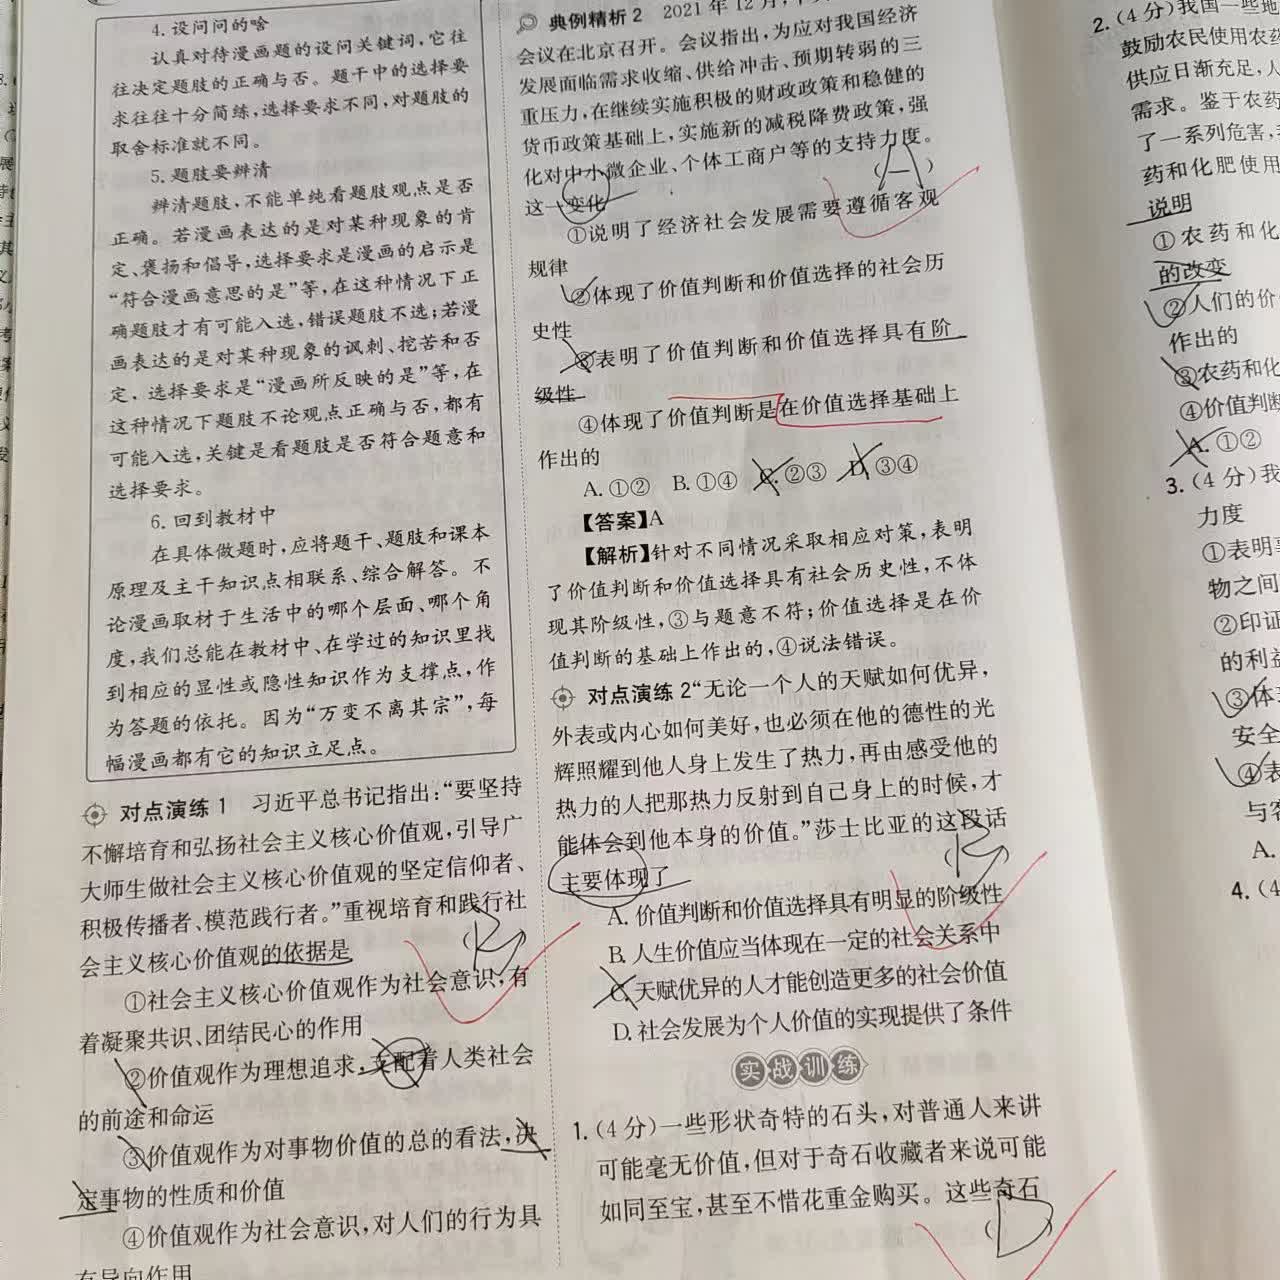 4. 设问问的啥
认真对待漫画题的设问关键词,它往
往决定题肢的正确与否。题干中的选择要
求往往十分简练,选择要求不同,对题肢的
取舍标准就不同。
5. 题肢要辨清
辨清题肢,不能单纯看题肢观点是否
正确。若漫画表达的是对某种现象的肯
定、褒扬和倡导,选择要求是漫画的启示是
“符合漫画意思的是”等,在这种情况下正
确题肢才有可能入选,错误题肢不选;若漫
画表达的是对某种现象的讽刺、挖苦和否
定,选择要求是“漫画所反映的是”等,在
这种情况下题肢不论观点正确与否,都有
可能入选,关键是看题肢是否符合题意和
选择要求。
6. 回到教材中
在具体做题时,应将题干、题肢和课本
原理及主干知识点相联系、综合解答。不
论漫画取材于生活中的哪个层面、哪个角
度,我们总能在教材中、在学过的知识里找
到相应的显性或隐性知识作为支撑点,作
为答题的依托。因为“万变不离其宗”,每
幅漫画都有它的知识立足点。
对点演练1 习近平总书记指出:“要坚持
不懈培育和弘扬社会主义核心价值观,引导广
大师生做社会主义核心价值观的坚定信仰者、
积极传播者、模范践行者。”重视培育和践行社
会主义核心价值观的依据是
B
①社会主义核心价值观作为社会意识,有
着凝聚共识、团结民心的作用
②价值观作为理想追求,支配着人类社会
的前途和命运
③价值观作为对事物价值的总的看法,决
定事物的性质和价值
④价值观作为社会意识,对人们的行为具
有导向作用
典例精析2 2021年12月,
会议在北京召开。会议指出,为应对我国经济
发展面临需求收缩、供给冲击、预期转弱的三
重压力,在继续实施积极的财政政策和稳健的
货币政策基础上,实施新的减税降费政策,强
化对中小微企业、个体工商户等的支持力度。
这一变化
(A)
①说明了经济社会发展需要遵循客观
规律
②体现了价值判断和价值选择的社会历
史性
③表明了价值判断和价值选择具有阶
级性
④体现了价值判断是在价值选择基础上
作出的
A. ①② B. ①④ C. ②③ D. ③④
【答案】A
【解析】针对不同情况采取相应对策,表明
了价值判断和价值选择具有社会历史性,不体
现其阶级性,③与题意不符;价值选择是在价
值判断的基础上作出的,④说法错误。
对点演练2“无论一个人的天赋如何优异,
外表或内心如何美好,也必须在他的德性的光
辉照耀到他人身上发生了热力,再由感受他的
热力的人把那热力反射到自己身上的时候,才
能体会到他本身的价值。”莎士比亚的这段话
主要体现了
B
A. 价值判断和价值选择具有明显的阶级性
B. 人生价值应当体现在一定的社会关系中
C. 天赋优异的人才能创造更多的社会价值
D. 社会发展为个人价值的实现提供了条件
实战训练
1. (4分)一些形状奇特的石头,对普通人来讲
可能毫无价值,但对于奇石收藏者来说可能
如同至宝,甚至不惜花重金购买。这些奇石
(D
2. (4分)我国一些地
鼓励农民使用农药
供应日渐充足,人
需求。鉴于农药
了一系列危害,
药和化肥使用
说明
①农药和化
的改变
②人们的价
作出的
③农药和化
④价值判断
A. ①②
3. (4分)我
力度
①表明
物之间
②印证
的利益
③体
安全
④表
与客
A.
4. (4